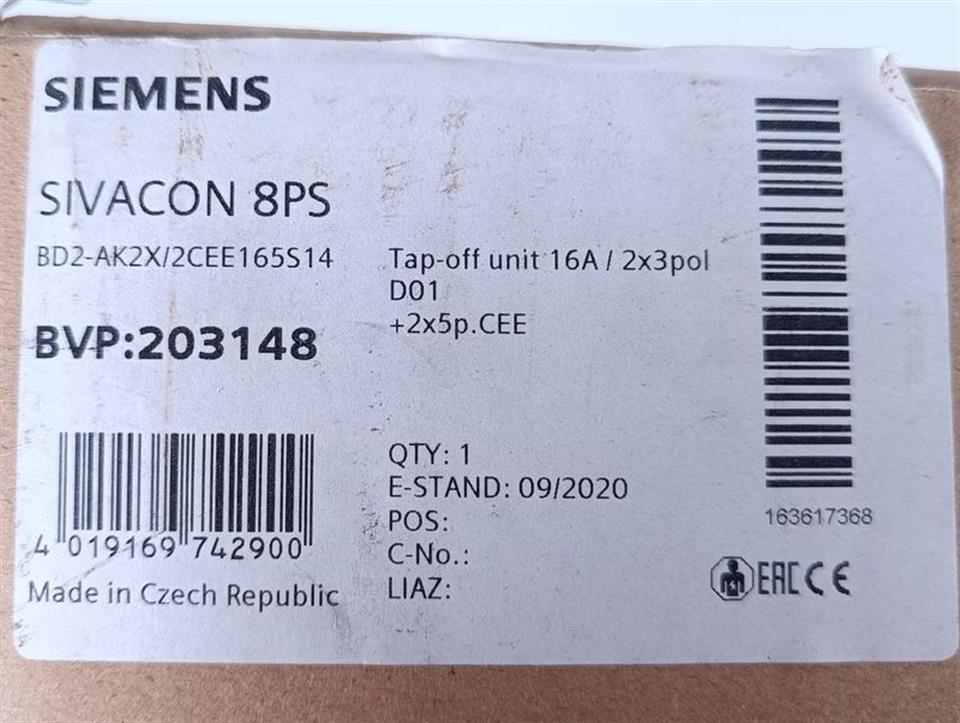 SIEMENS
SIVACON 8PS
BD2-AK2X/2CEE165S14
Tap-off unit 16A / 2x3pol
D01
+2x5p.CEE
BVP:203148
QTY: 1
E-STAND: 09/2020
POS:
C-No.:
LIAZ:
4 019169 742900
Made in Czech Republic
163617368
EAC CE